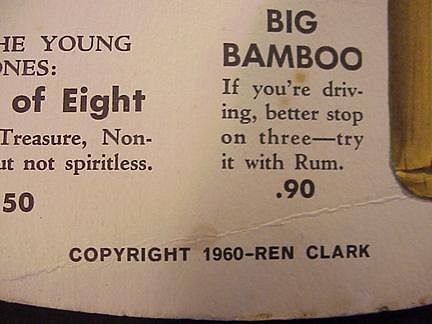 HE YOUNG
ONES:
of Eight
Treasure, Non-
ut not spiritless.
50
BIG
BAMBOO
If you're driv-
ing, better stop
on three—try
it with Rum.
.90
COPYRIGHT 1960-REN CLARK